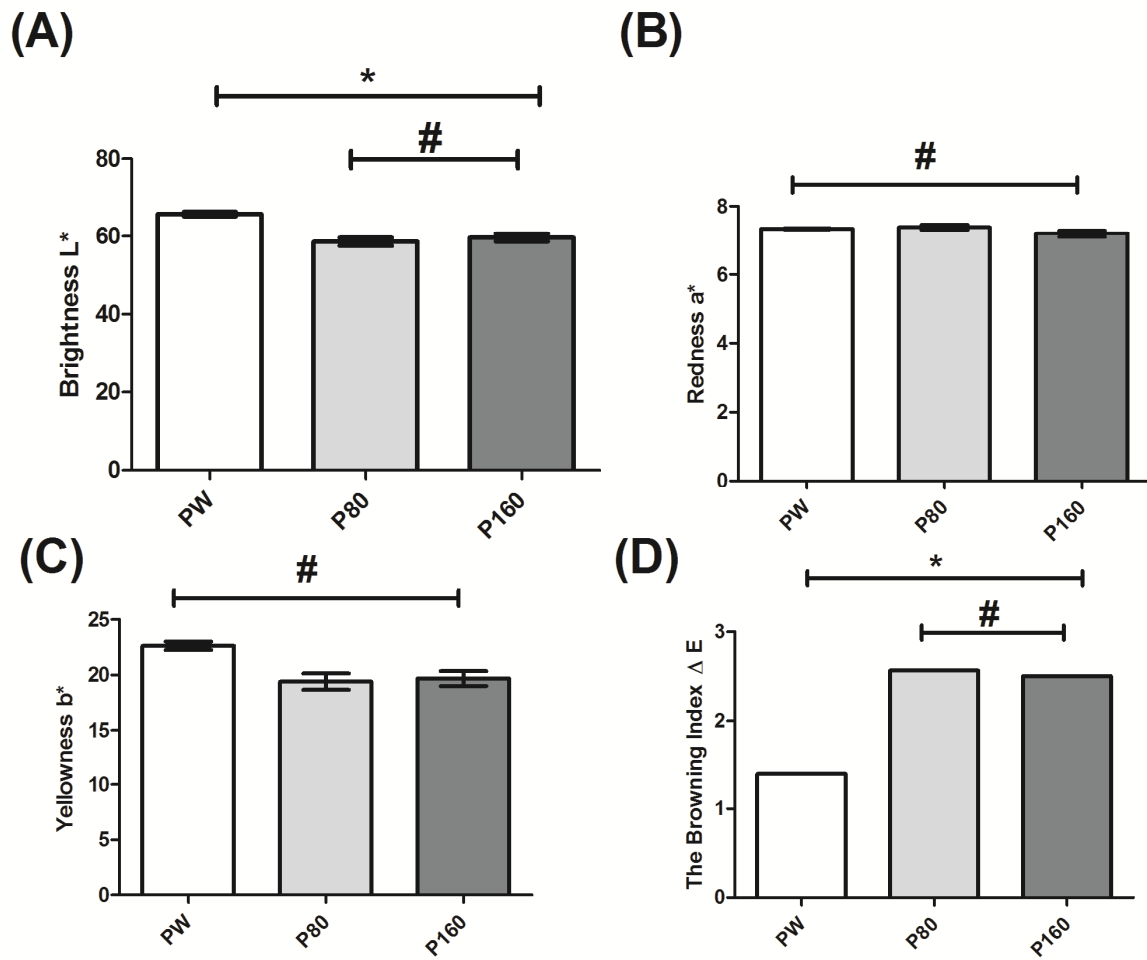 (A)
*
#
Brightness L*
80
60
40
20
0
PW
P80
P160
(B)
#
Redness a*
8
6
4
2
0
PW
P80
P160
(C)
#
Yellowness b*
25
20
15
10
5
0
PW
P80
P160
(D)
*
#
The Browning Index Δ E
3
2
1
0
PW
P80
P160